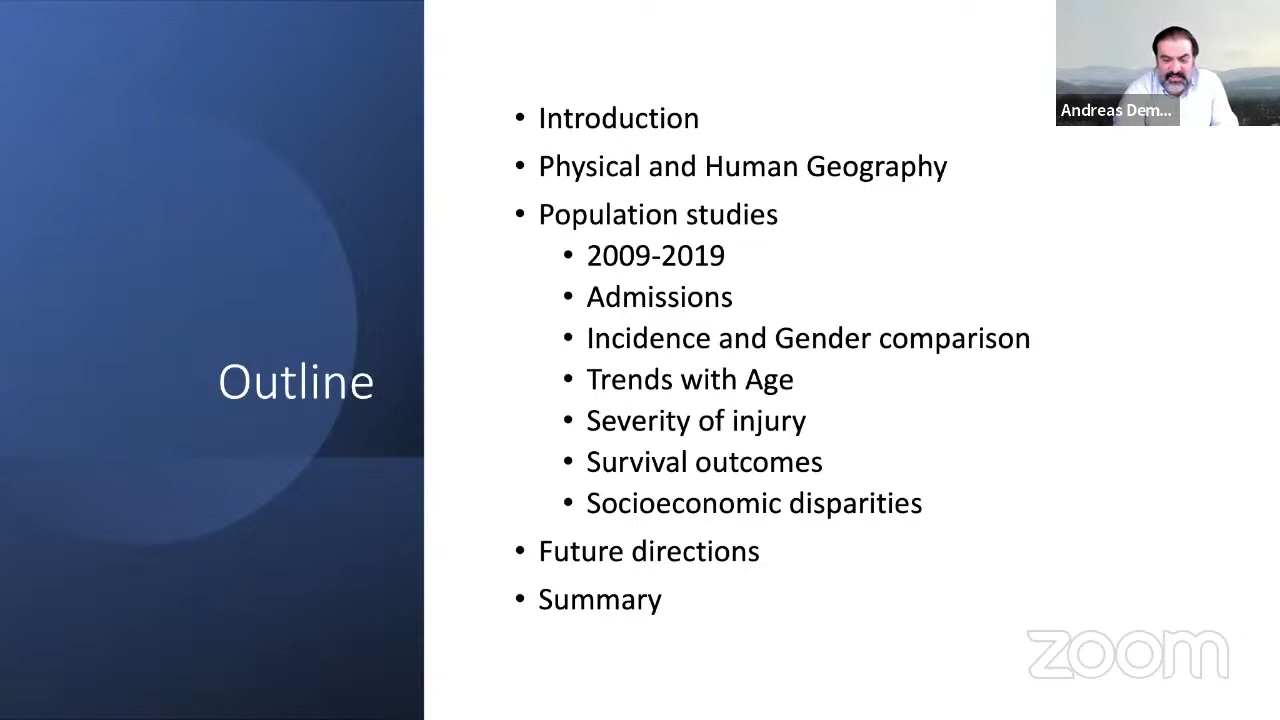 Outline
• Introduction
• Physical and Human Geography
• Population studies
• 2009-2019
• Admissions
• Incidence and Gender comparison
• Trends with Age
• Severity of injury
• Survival outcomes
• Socioeconomic disparities
• Future directions
• Summary
Andreas Dem...
zoom